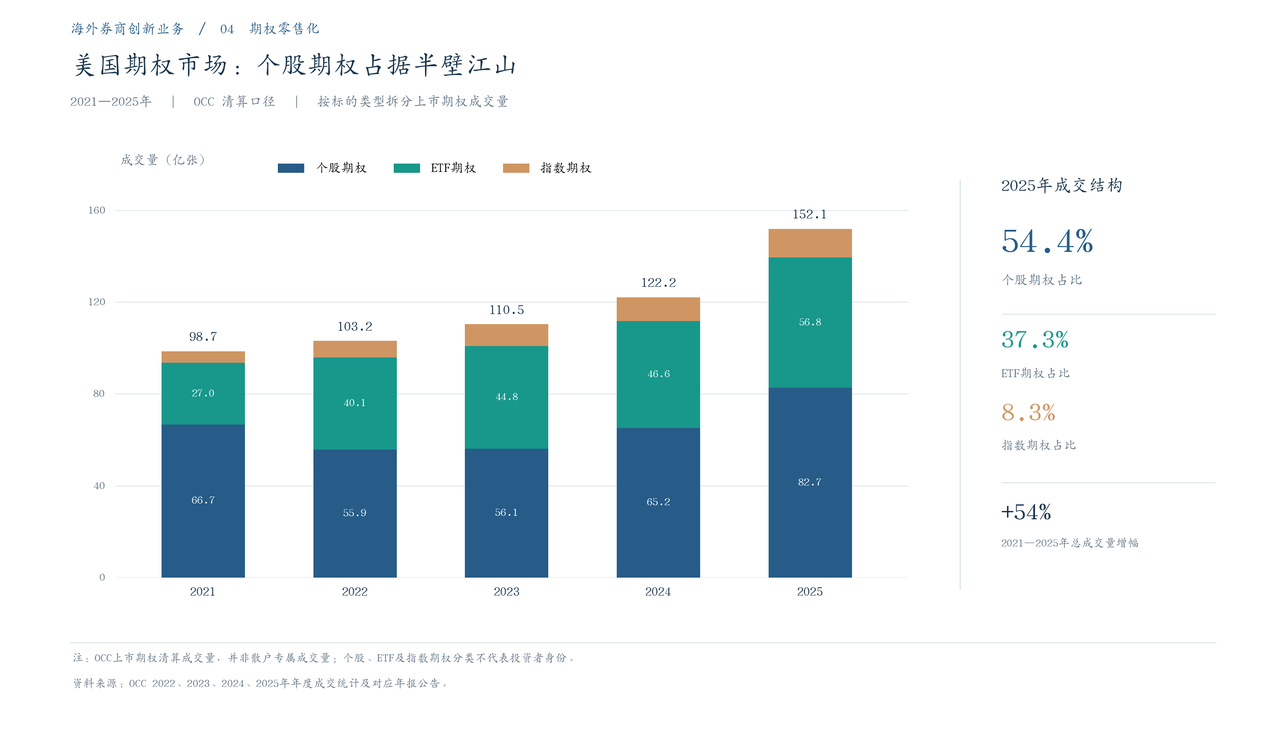 海外券商创新业务 / 04 期权零售化
美国期权市场：个股期权占据半壁江山
2021—2025年 | OCC 清算口径 | 按标的类型拆分上市期权成交量
成交量（亿张）
个股期权 ETF期权 指数期权
160
120
80
40
0
98.7
27.0
66.7
103.2
40.1
55.9
110.5
44.8
56.1
122.2
46.6
65.2
152.1
56.8
82.7
2021 2022 2023 2024 2025
2025年成交结构
54.4%
个股期权占比
37.3%
ETF期权占比
8.3%
指数期权占比
+54%
2021—2025年总成交量增幅
注：OCC上市期权清算成交量，并非散户专属成交量；个股、ETF及指数期权分类不代表投资者身份。
资料来源：OCC 2022、2023、2024、2025年年度成交统计及对应年报公告。